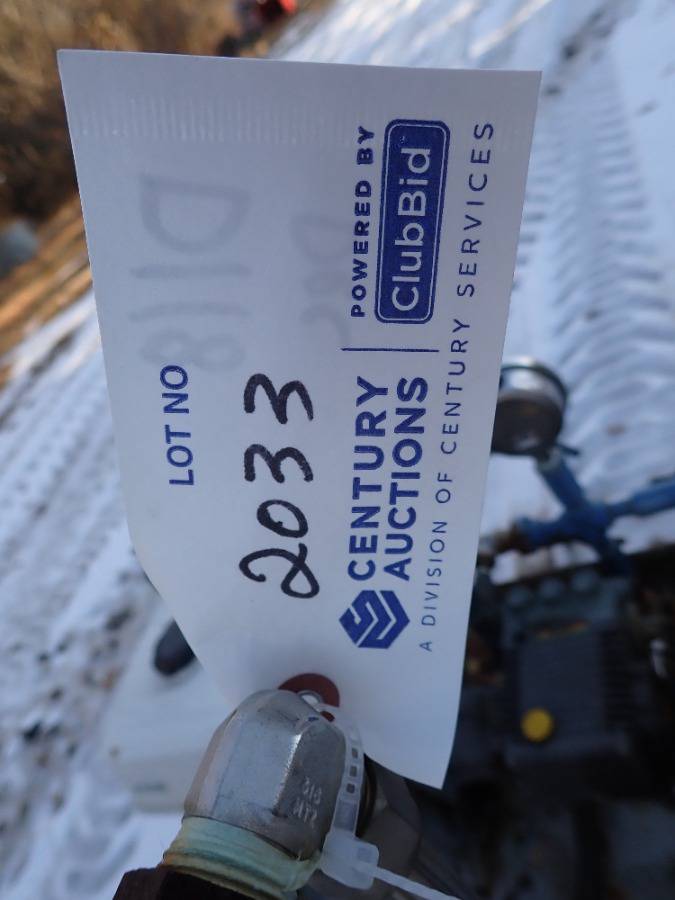 LOT NO
2033
CENTURY
AUCTIONS
POWERED BY
ClubBid
A DIVISION OF CENTURY SERVICES